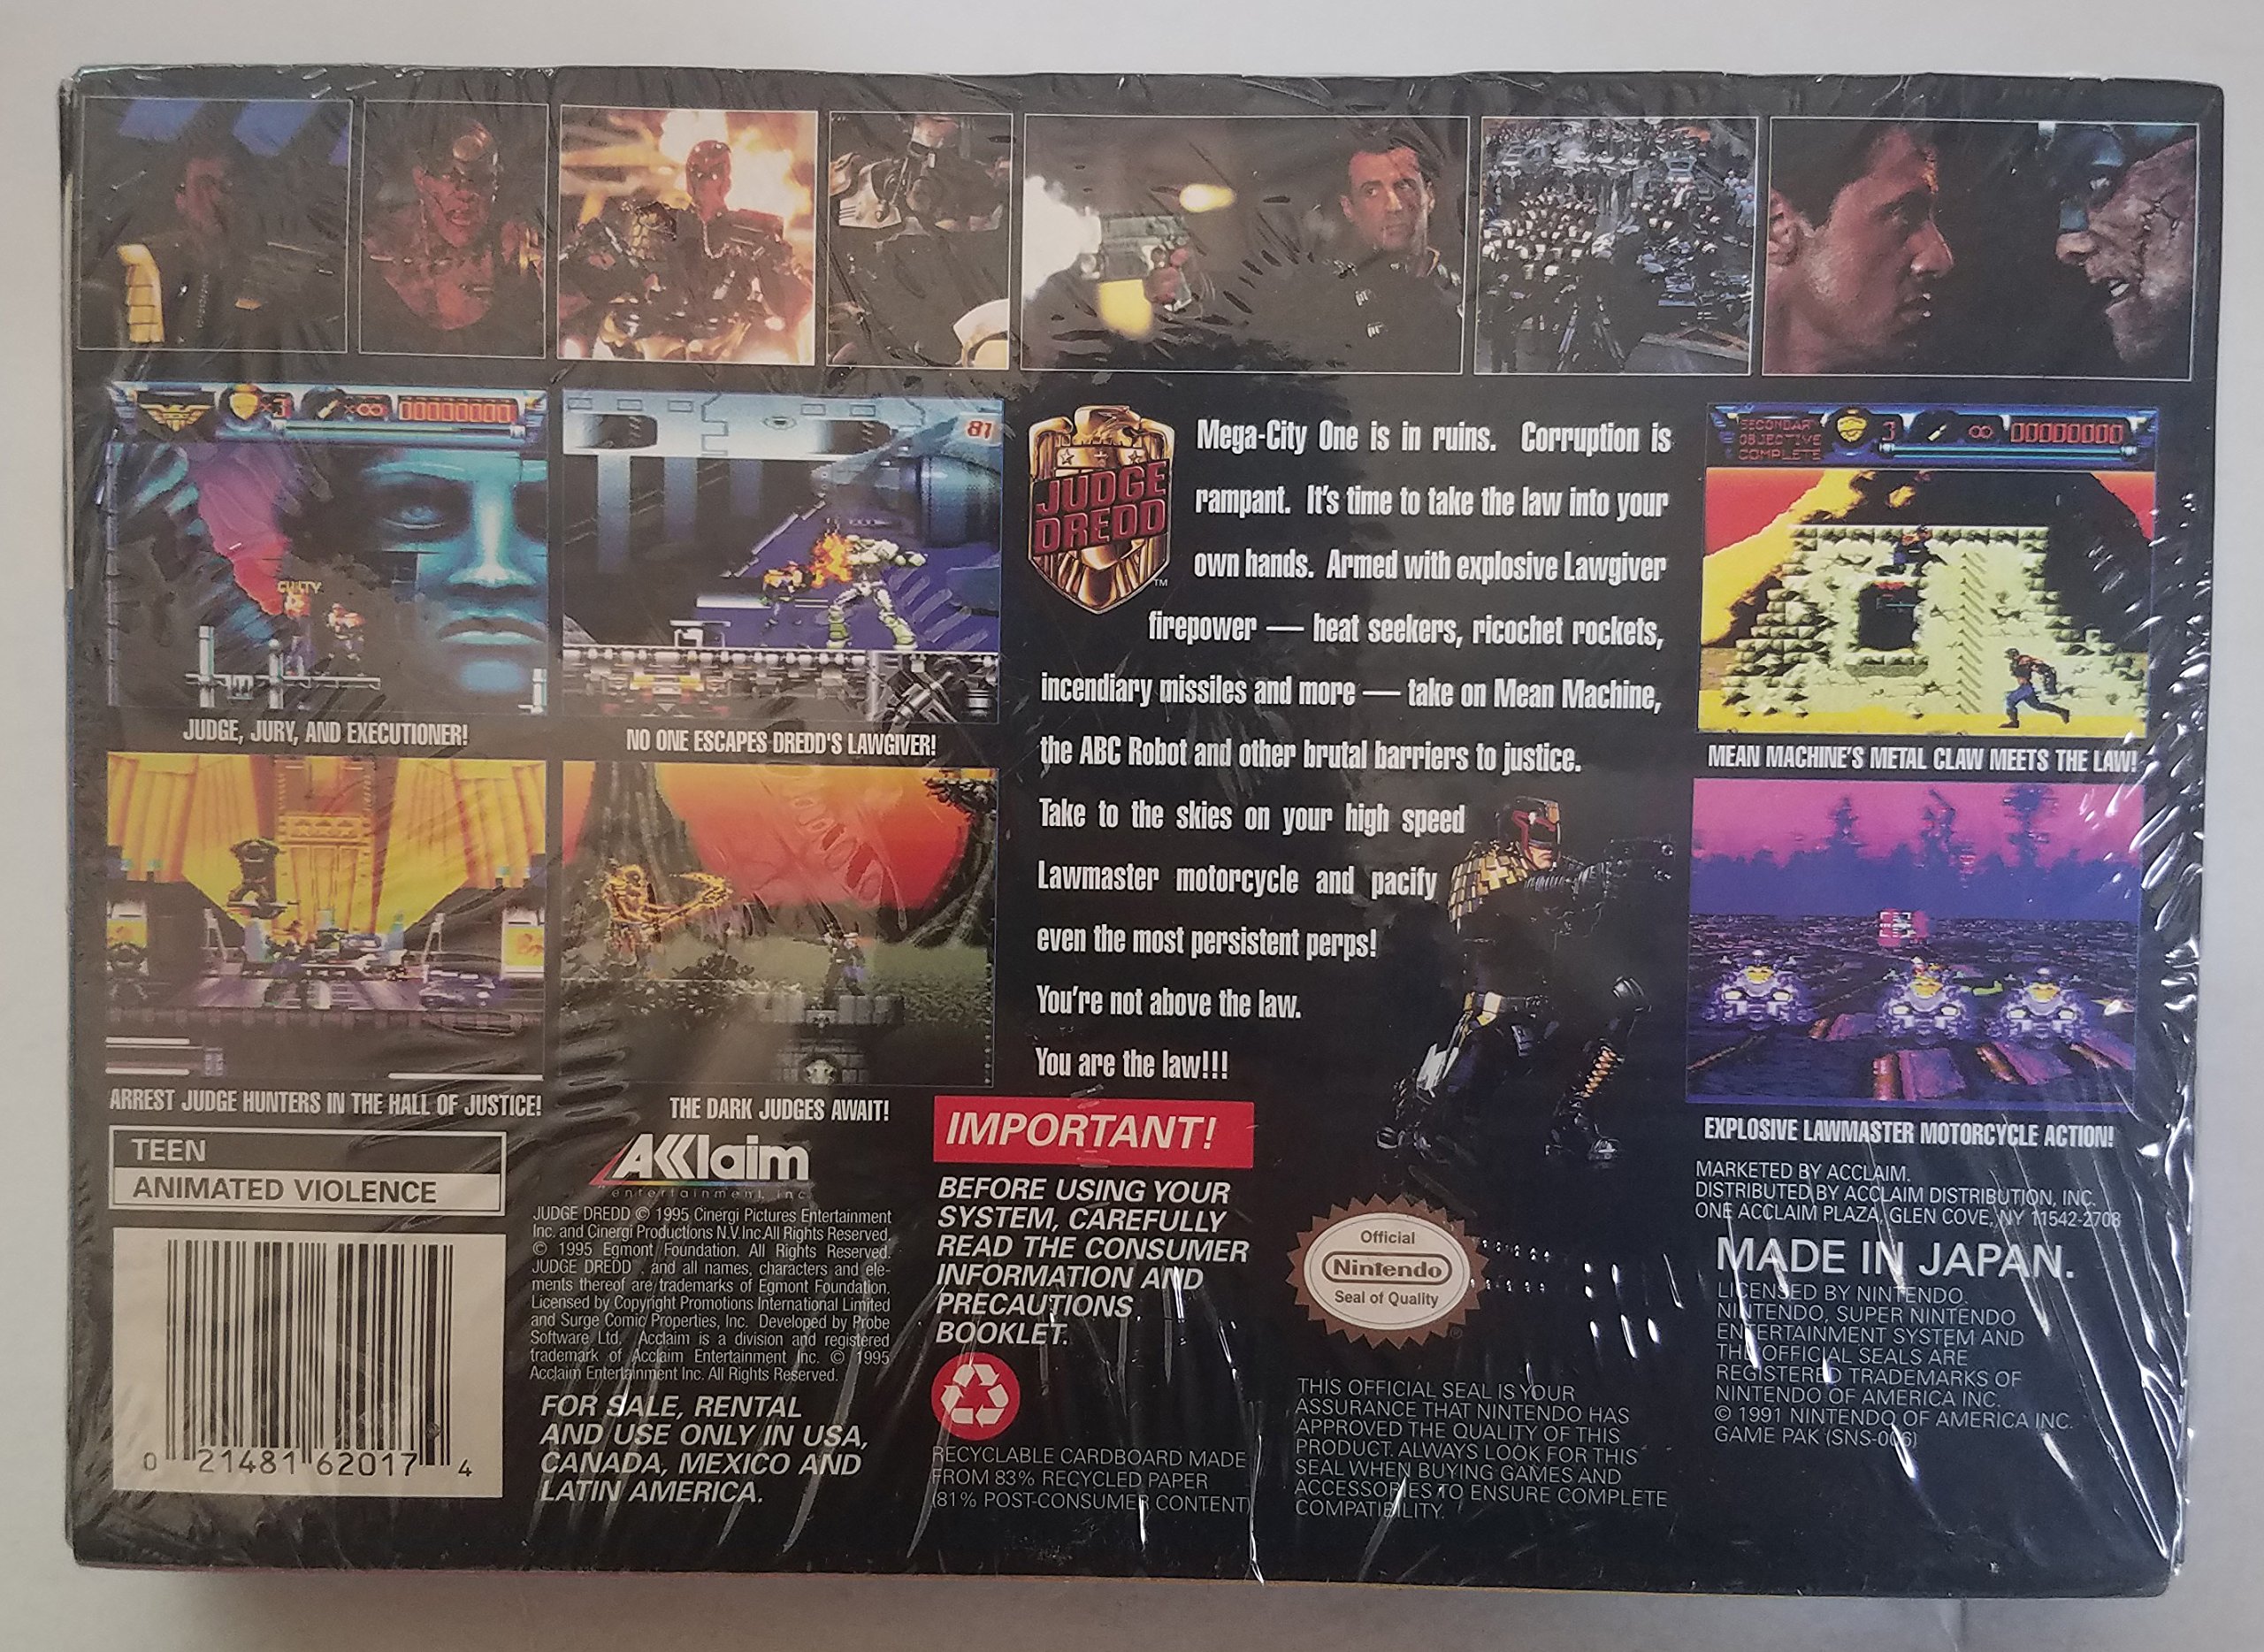 ×3
×∞
00000000
GUILTY
JUDGE, JURY, AND EXECUTIONER!
81
NO ONE ESCAPES DREDD'S LAWGIVER!
JUDGE
DREDD
TM
Mega-City One is in ruins. Corruption is
rampant. It's time to take the law into your
own hands. Armed with explosive Lawgiver
firepower — heat seekers, ricochet rockets,
incendiary missiles and more — take on Mean Machine,
the ABC Robot and other brutal barriers to justice.
Take to the skies on your high speed
Lawmaster motorcycle and pacify
even the most persistent perps!
You're not above the law.
You are the law!!!
SECONDAR
OBJECTIVE
COMPLETE
3
∞
00000000
MEAN MACHINE'S METAL CLAW MEETS THE LAW!
ARREST JUDGE HUNTERS IN THE HALL OF JUSTICE!
THE DARK JUDGES AWAIT!
EXPLOSIVE LAWMASTER MOTORCYCLE ACTION!
TEEN
ANIMATED VIOLENCE
0 21481 62017 4
AKKlaim
entertainment, inc.
JUDGE DREDD © 1995 Cinergi Pictures Entertainment
Inc. and Cinergi Productions N.V. Inc. All Rights Reserved.
© 1995 Egmont Foundation. All Rights Reserved.
JUDGE DREDD, and all names, characters and ele-
ments thereof are trademarks of Egmont Foundation.
Licensed by Copyright Promotions International Limited
and Surge Comic Properties, Inc. Developed by Probe
Software Ltd. Acclaim is a division and registered
trademark of Acclaim Entertainment Inc. © 1995
Acclaim Entertainment Inc. All Rights Reserved.
FOR SALE, RENTAL
AND USE ONLY IN USA,
CANADA, MEXICO AND
LATIN AMERICA.
IMPORTANT!
BEFORE USING YOUR
SYSTEM, CAREFULLY
READ THE CONSUMER
INFORMATION AND
PRECAUTIONS
BOOKLET.
RECYCLABLE CARDBOARD MADE
FROM 83% RECYCLED PAPER
(81% POST-CONSUMER CONTENT)
Official
Nintendo
Seal of Quality
®
THIS OFFICIAL SEAL IS YOUR
ASSURANCE THAT NINTENDO HAS
APPROVED THE QUALITY OF THIS
PRODUCT. ALWAYS LOOK FOR THIS
SEAL WHEN BUYING GAMES AND
ACCESSORIES TO ENSURE COMPLETE
COMPATIBILITY.
MARKETED BY ACCLAIM.
DISTRIBUTED BY ACCLAIM DISTRIBUTION, INC.
ONE ACCLAIM PLAZA, GLEN COVE, NY 11542-2708
MADE IN JAPAN.
LICENSED BY NINTENDO.
NINTENDO, SUPER NINTENDO
ENTERTAINMENT SYSTEM AND
THE OFFICIAL SEALS ARE
REGISTERED TRADEMARKS OF
NINTENDO OF AMERICA INC.
© 1991 NINTENDO OF AMERICA INC.
GAME PAK (SNS-006)